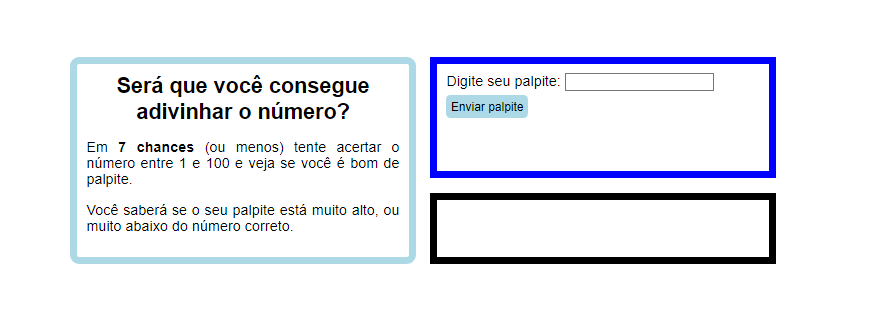 Será que você consegue
adivinhar o número?
Em 7 chances (ou menos) tente acertar o
número entre 1 e 100 e veja se você é bom de
palpite.
Você saberá se o seu palpite está muito alto, ou
muito abaixo do número correto.
Digite seu palpite:
Enviar palpite